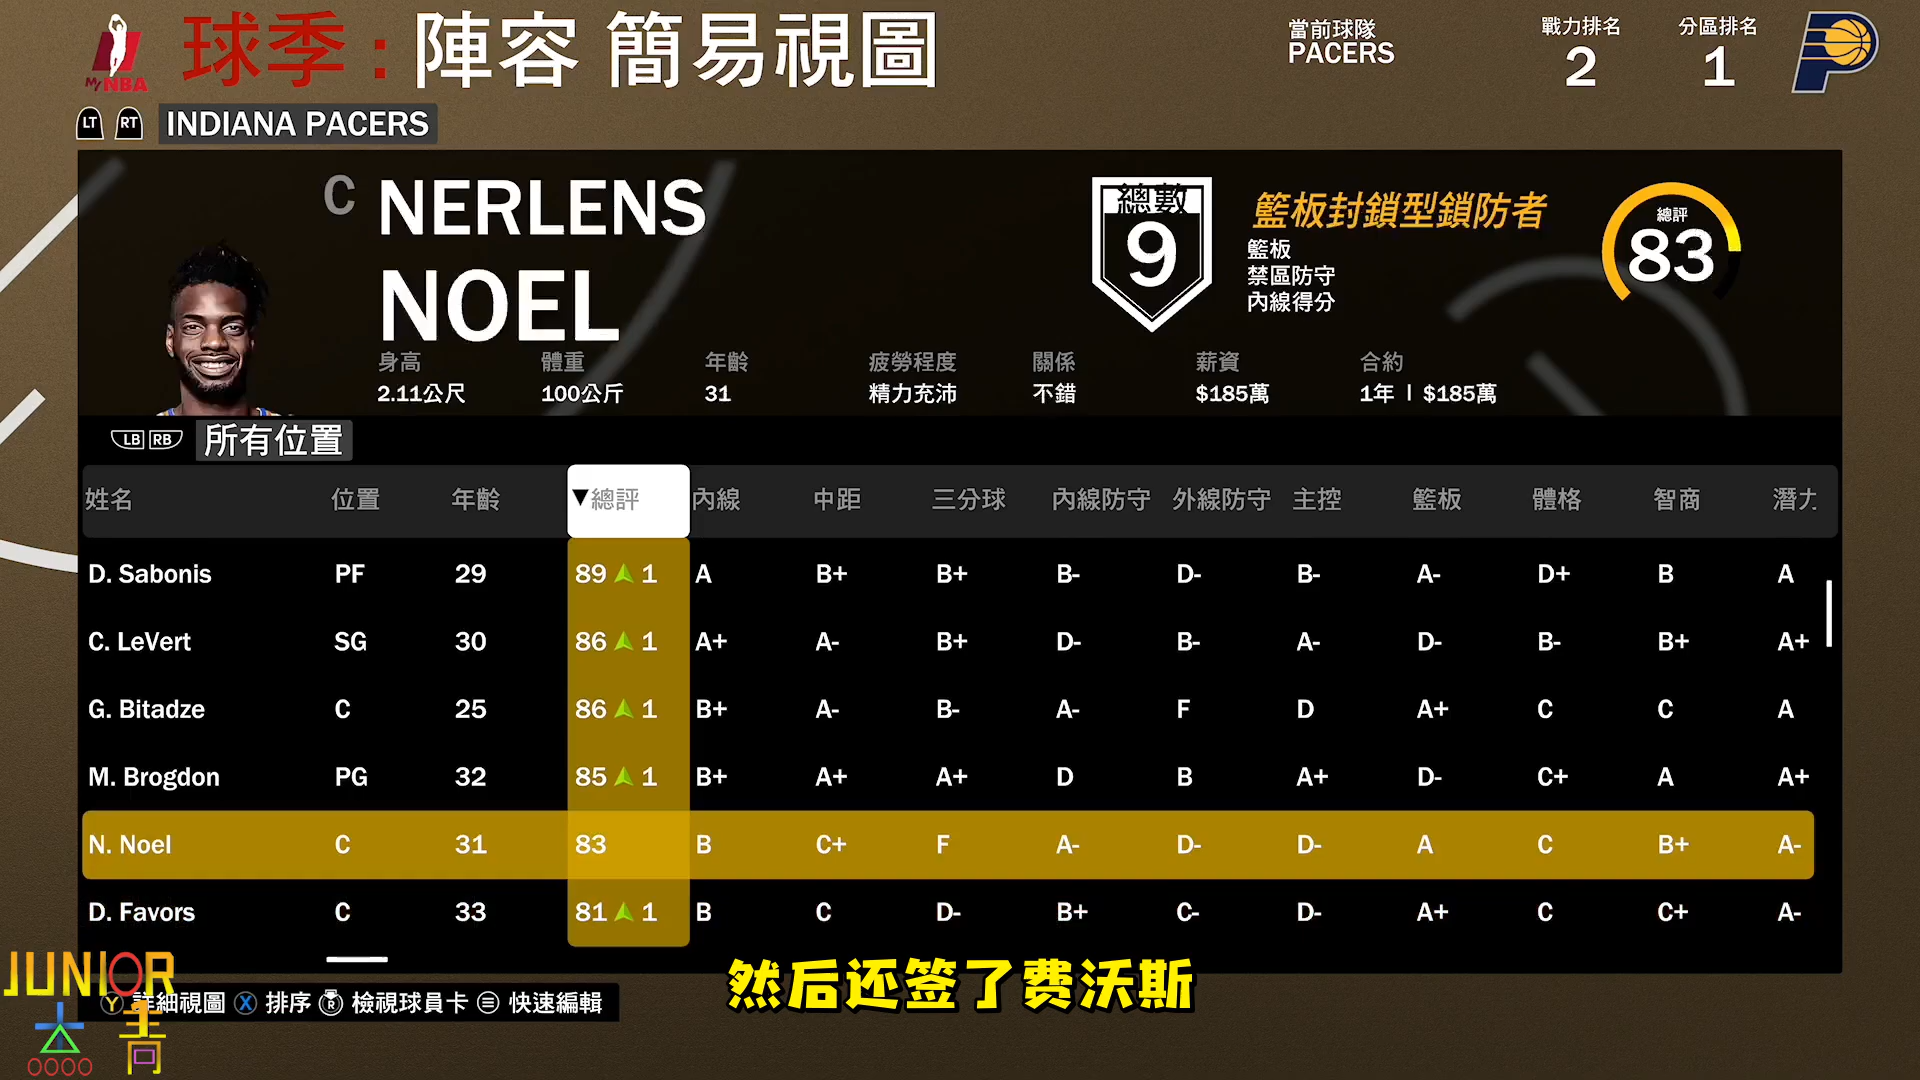 My NBA
球季 : 陣容 簡易視圖
當前球隊
PACERS
戰力排名
2
分區排名
1
LT RT INDIANA PACERS
C NERLENS
NOEL
總數
9
籃板封鎖型鎖防者
籃板
禁區防守
內線得分
總評
83
身高 體重 年齡 疲勞程度 關係 薪資 合約
2.11公尺 100公斤 31 精力充沛 不錯 $185萬 1年 | $185萬
LB RB 所有位置
姓名 位置 年齡 ▼總評 內線 中距 三分球 內線防守 外線防守 主控 籃板 體格 智商 潛力
D. Sabonis PF 29 89 ▲ 1 A B+ B+ B- D- B- A- D+ B A
C. LeVert SG 30 86 ▲ 1 A+ A- B+ D- B- A- D- B- B+ A+
G. Bitadze C 25 86 ▲ 1 B+ A- B- A- F D A+ C C A
M. Brogdon PG 32 85 ▲ 1 B+ A+ A+ D B A+ D- C+ A A+
N. Noel C 31 83 B C+ F A- D- D- A C B+ A-
D. Favors C 33 81 ▲ 1 B C D- B+ C- D- A+ C C+ A-
然后还签了费沃斯
JUNIOR
Y 詳細視圖 X 排序 R 檢視球員卡 快速編輯